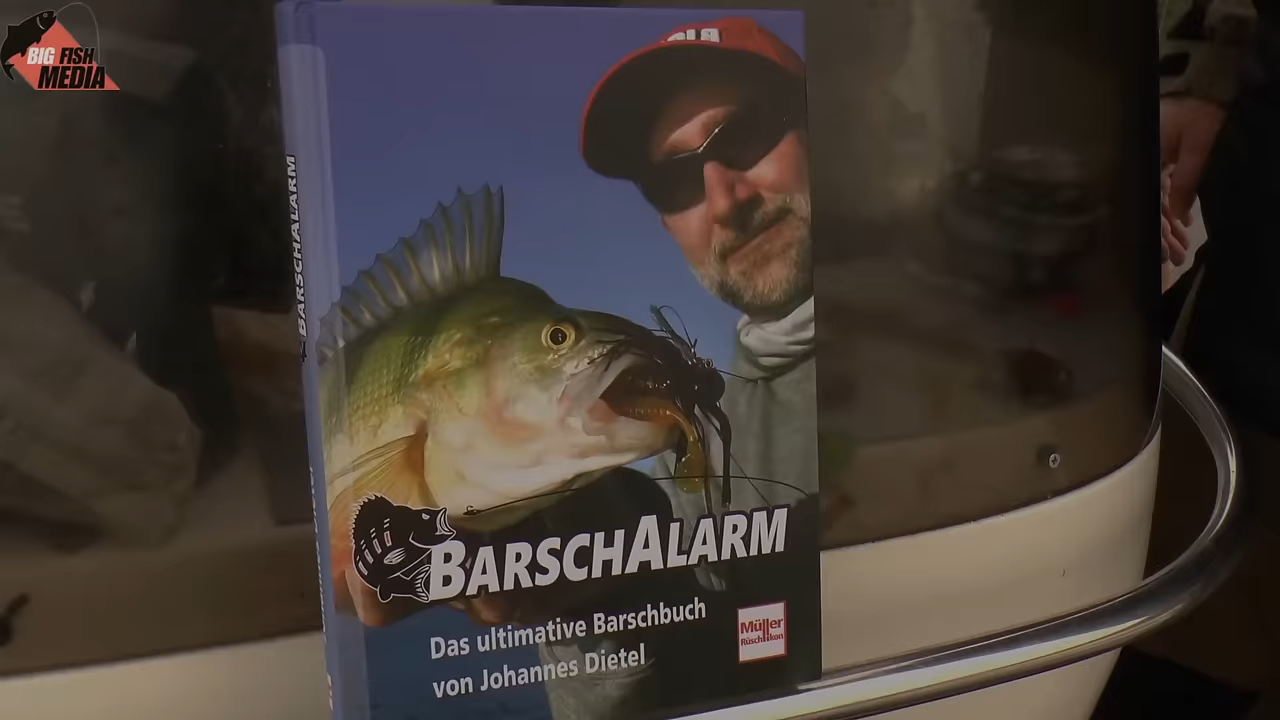 BIG FISH
MEDIA
BARSCHALARM
BARSCHALARM
Das ultimative Barschbuch
von Johannes Dietel
Müller
Rüschlikon